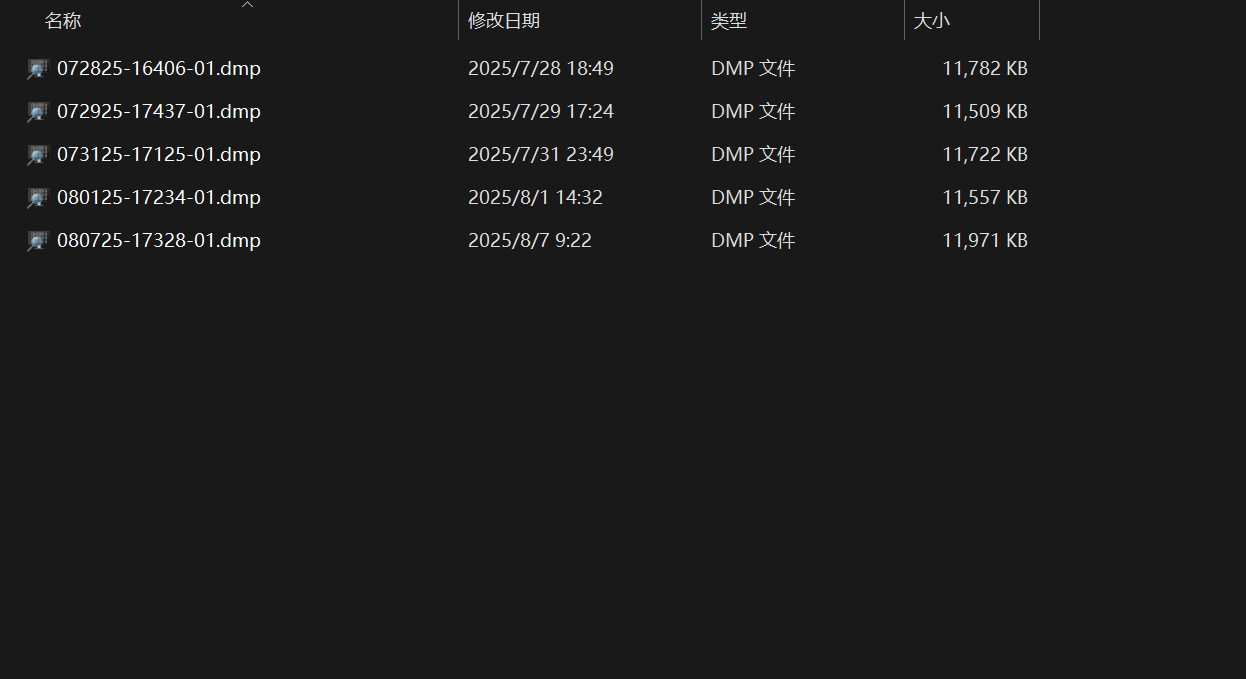 名称 修改日期 类型 大小
072825-16406-01.dmp 2025/7/28 18:49 DMP 文件 11,782 KB
072925-17437-01.dmp 2025/7/29 17:24 DMP 文件 11,509 KB
073125-17125-01.dmp 2025/7/31 23:49 DMP 文件 11,722 KB
080125-17234-01.dmp 2025/8/1 14:32 DMP 文件 11,557 KB
080725-17328-01.dmp 2025/8/7 9:22 DMP 文件 11,971 KB